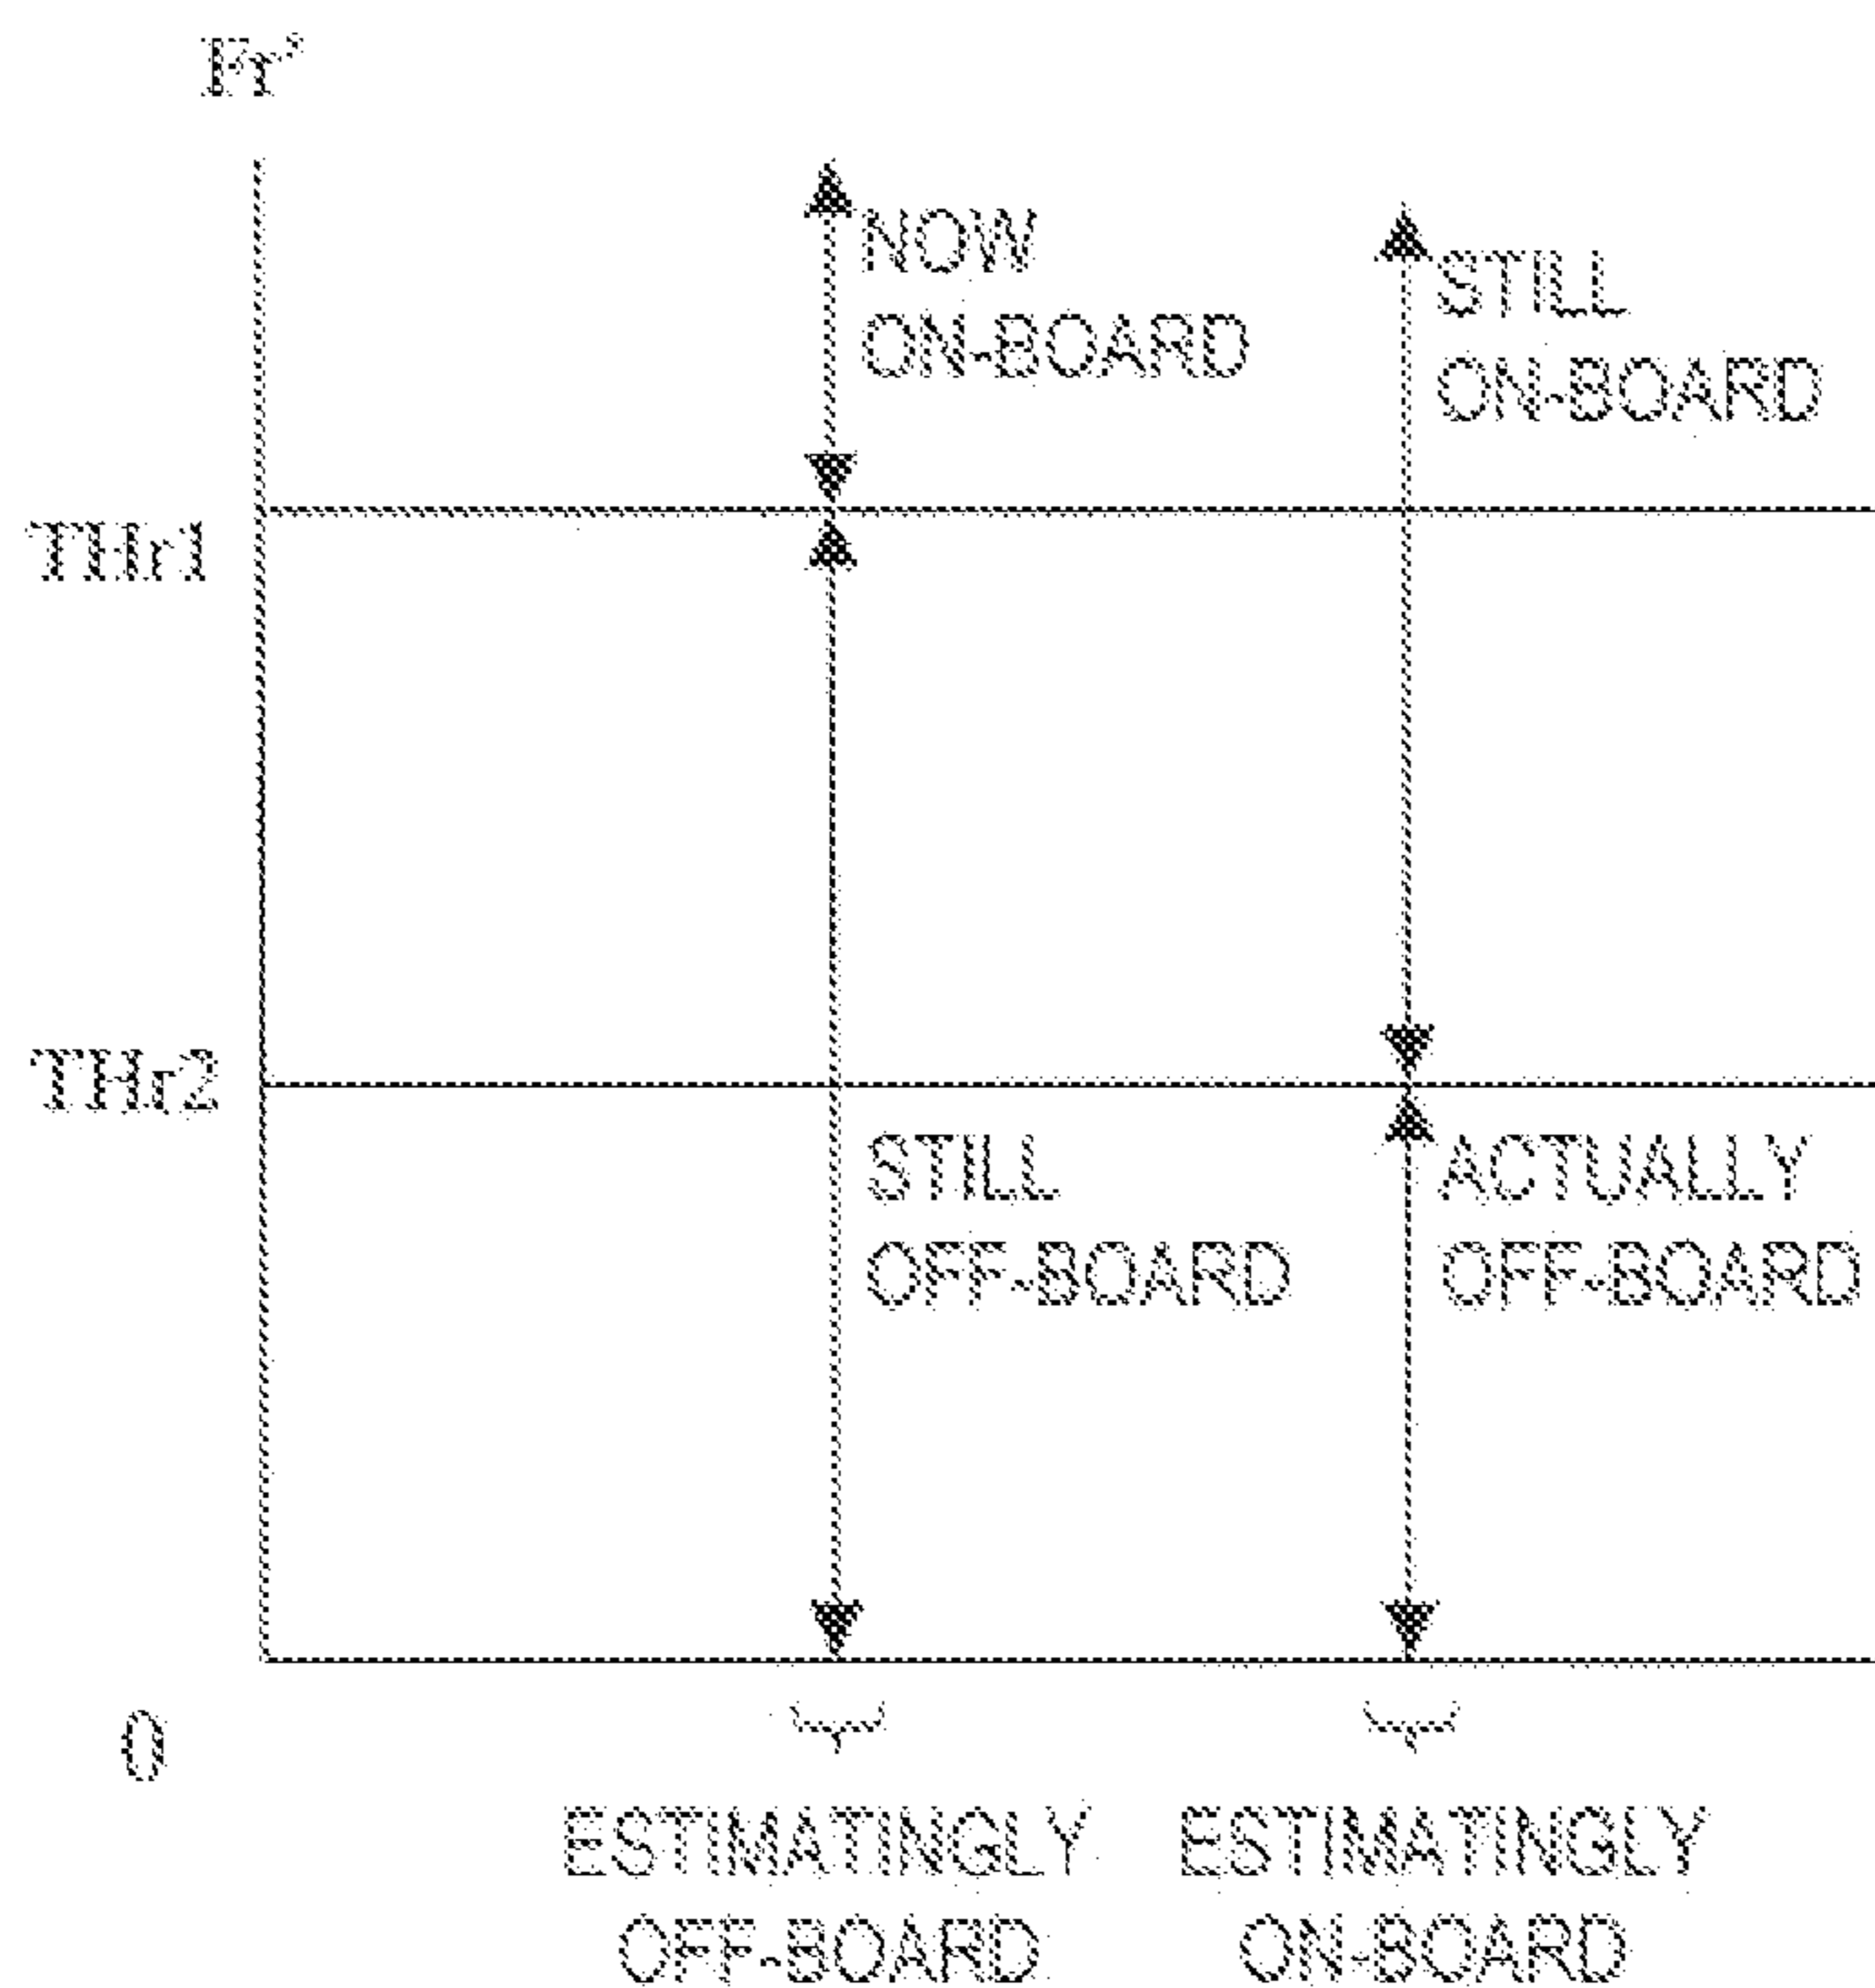 Fr'
NOW
ON-BOARD
STILL
ON-BOARD
THr1
THr2
STILL
OFF-BOARD
ACTUALLY
OFF-BOARD
0
ESTIMATINGLY
OFF-BOARD
ESTIMATINGLY
ON-BOARD